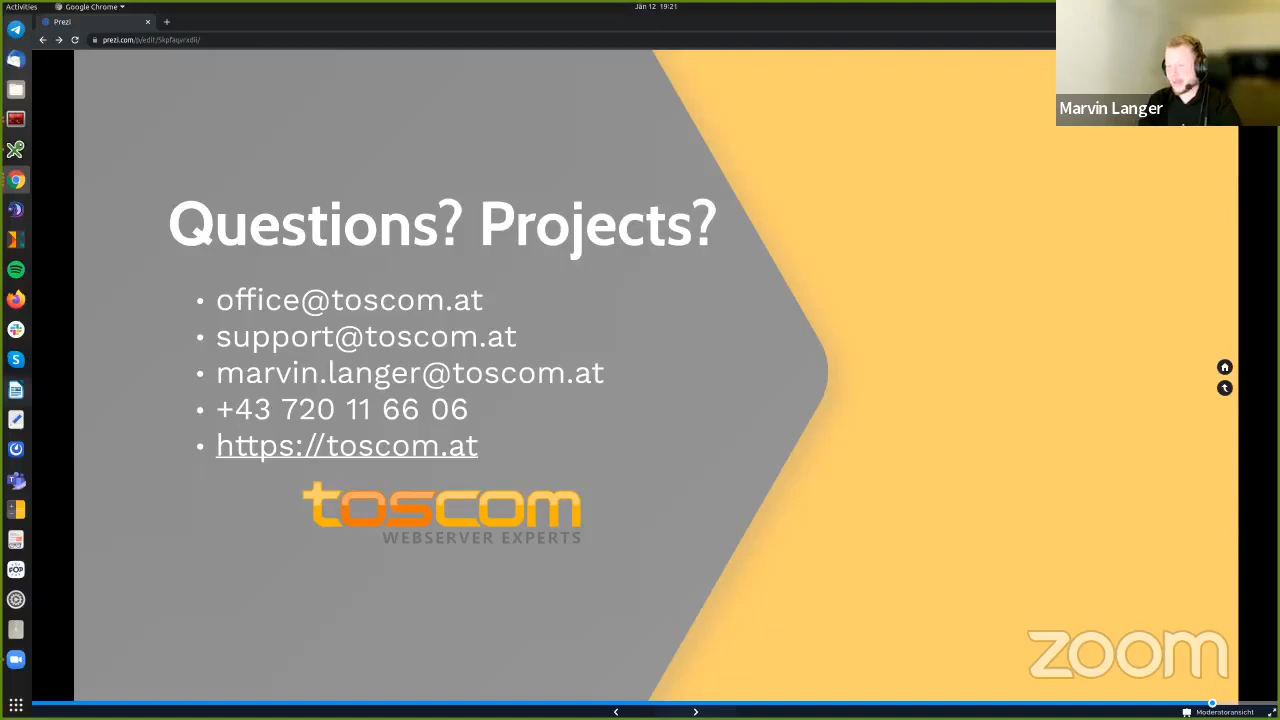 Activities
Google Chrome
Jän 12 19:21
Prezi
prezi.com/p/edit/5kpfaqvrxdii/
Marvin Langer
Questions? Projects?
• office@toscom.at
• support@toscom.at
• marvin.langer@toscom.at
• +43 720 11 66 06
• https://toscom.at
toscom
WEBSERVER EXPERTS
zoom
Moderatoransicht